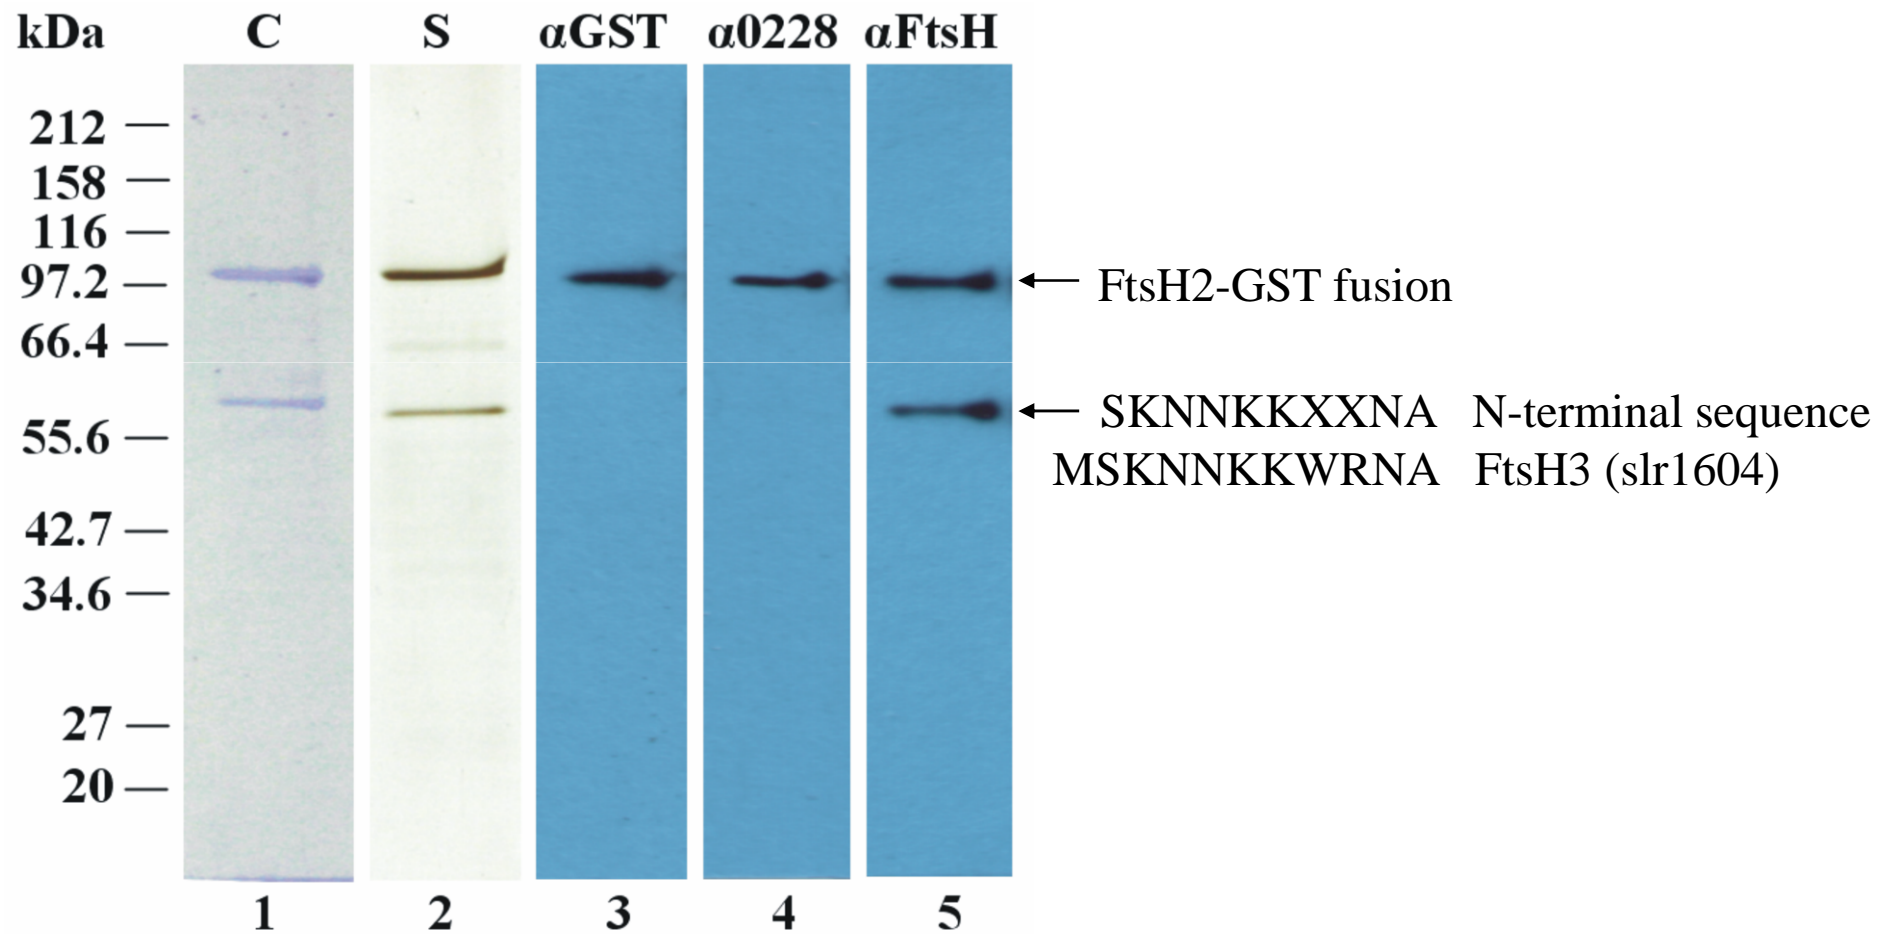 kDa C S αGST α0228 αFtsH
212
158
116
97.2
FtsH2-GST fusion
66.4
SKNNKKXXNA N-terminal sequence
55.6
MSKNNKKWRNA FtsH3 (slr1604)
42.7
34.6
27
20
1 2 3 4 5